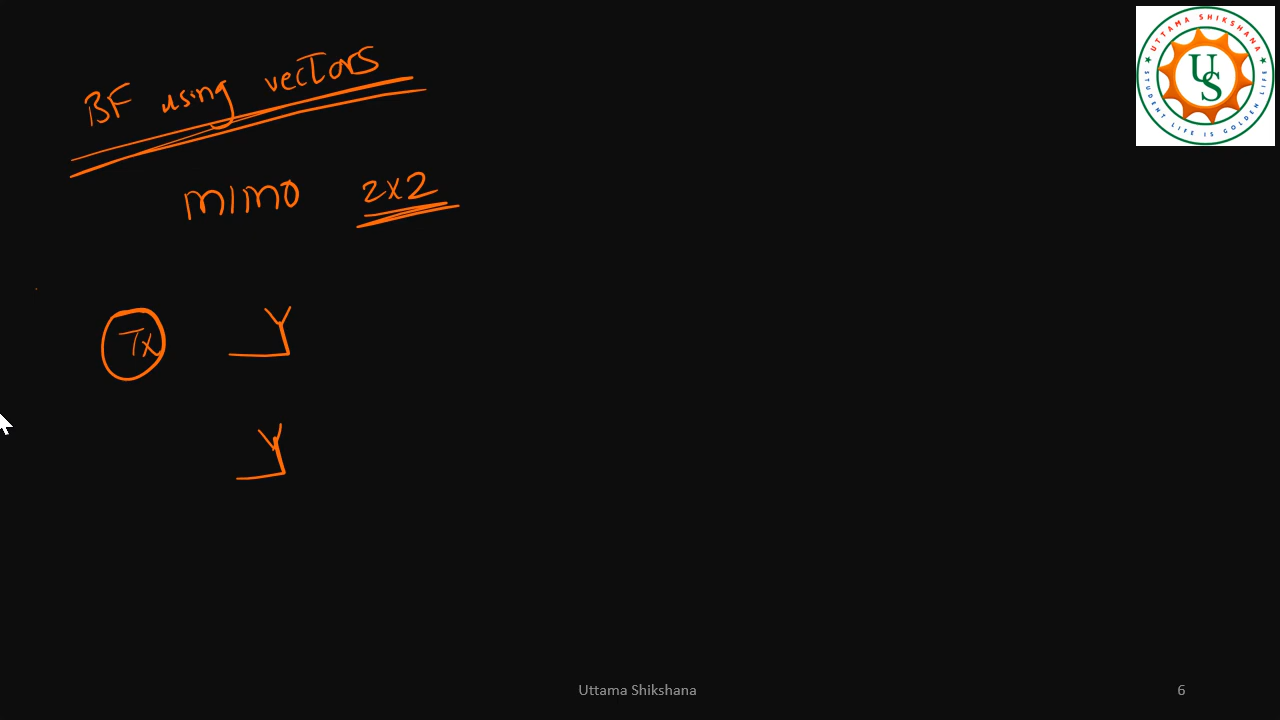 BF using vectors
mimo 2x2
Tx
UTTAMA SHIKSHANA
US
STUDENT LIFE IS GOLDEN LIFE
Uttama Shikshana
6